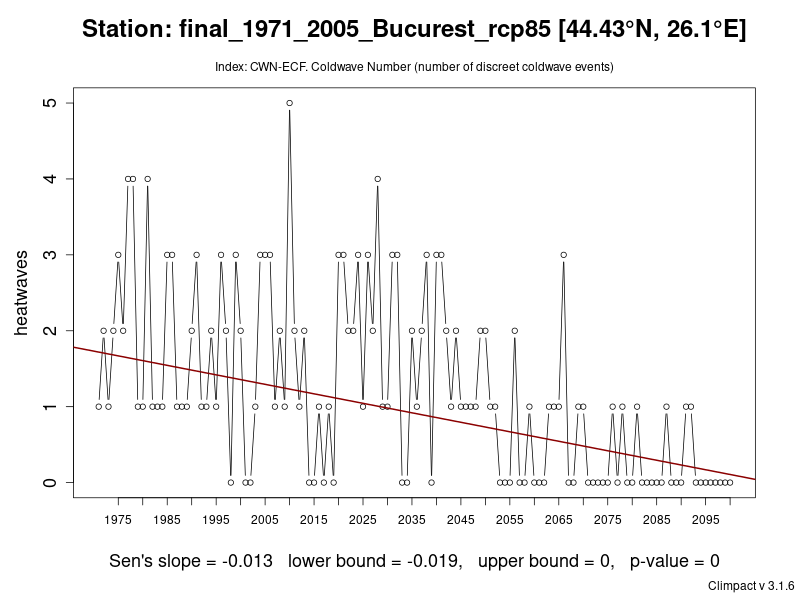 Station: final_1971_2005_Bucurest_rcp85 [44.43°N, 26.1°E]
Index: CWN-ECF. Coldwave Number (number of discreet coldwave events)
heatwaves
5
4
3
2
1
0
1975 1985 1995 2005 2015 2025 2035 2045 2055 2065 2075 2085 2095
Sen's slope = -0.013 lower bound = -0.019, upper bound = 0, p-value = 0
Climpact v 3.1.6